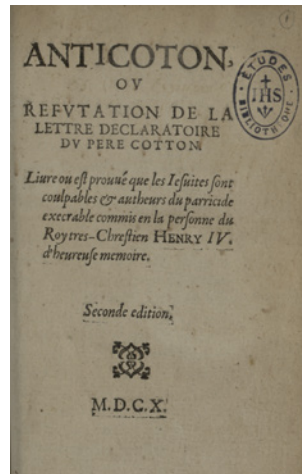 ANTICOTON,
OV
REFVTATION DE LA
LETTRE DECLARATOIRE
DV PERE COTTON.
Liure ou est prouué que les Iesuites sont
coulpables & autheurs du parricide
execrable commis en la personne du
Roy tres-Chrestien HENRY IV.
d'heureuse memoire.
Seconde edition.
M.D.C.X.
ÉTUDES
IHS
BIBLIOTHÈQUE